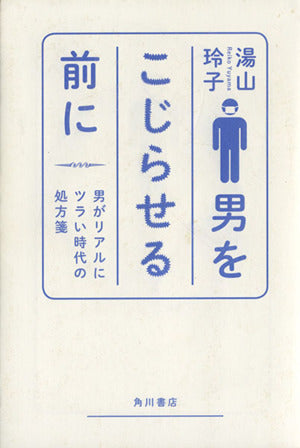 湯山玲子
Reiko Yuyama
男を
こじらせる
前に
男がリアルに
ツラい時代の
処方箋
角川書店